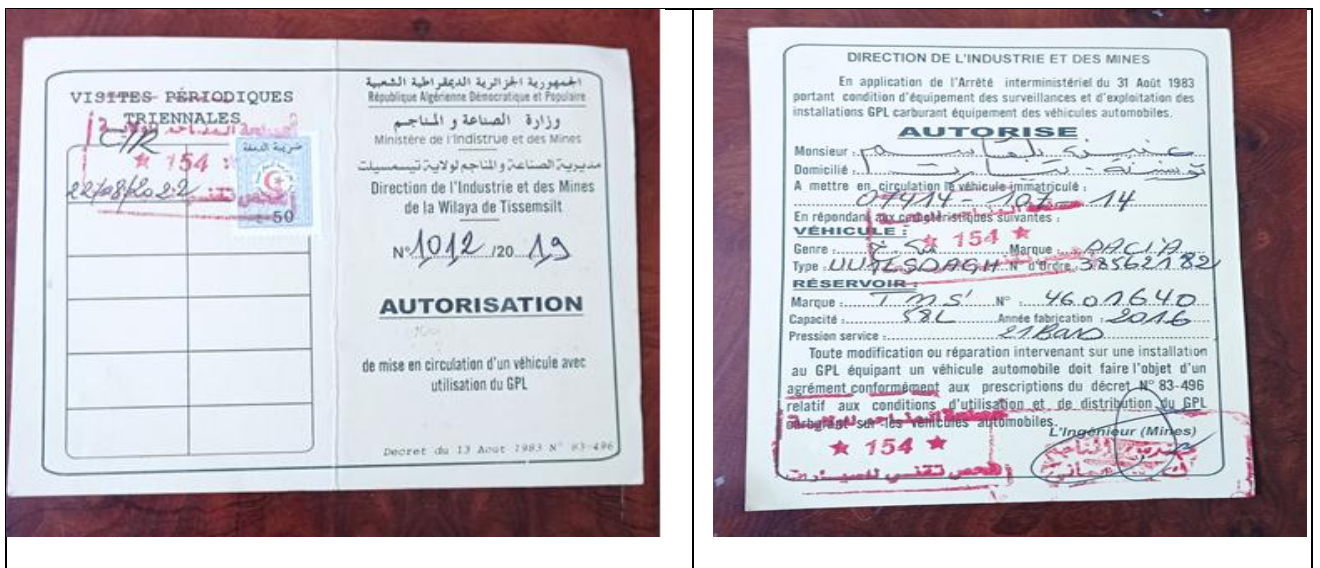 VISITES PÉRIODIQUES
TRIENNALES
CTR
ضريبة الدمغة
★ 154
22/08/2022
50
الجمهورية الجزائرية الديمقراطية الشعبية
République Algérienne Démocratique et Populaire
وزارة الصناعة و المناجم
Ministère de l'Indistrue et des Mines
مديرية الصناعة و المناجم لولاية تيسمسيلت
Direction de l'Industrie et des Mines
de la Wilaya de Tissemsilt
N° 1012 /20 19
AUTORISATION
de mise en circulation d'un véhicule avec
utilisation du GPL
Decret du 13 Aout 1983 N° 83-496
DIRECTION DE L'INDUSTRIE ET DES MINES
En application de l'Arrêté interministériel du 31 Août 1983
portant condition d'équipement des surveillances et d'exploitation des
installations GPL carburant équipement des véhicules automobiles.
AUTORISE
Monsieur :
Domicilié :
A mettre en circulation le véhicule immatriculé :
07414-107-14
En répondant aux caractéristiques suivantes :
VÉHICULE :
★ 154 ★
Genre : Marque : DACIA
Type : N° d'Ordre 38562182
RÉSERVOIR :
Marque : TMS N° : 4601640
Capacité : 58L Année fabrication : 2016
Pression service : 21 Bars
Toute modification ou réparation intervenant sur une installation
au GPL équipant un véhicule automobile doit faire l'objet d'un
agrément conformément aux prescriptions du décret N° 83-496
relatif aux conditions d'utilisation et de distribution du GPL
carburant sur les véhicules automobiles.
L'Ingénieur (Mines)
★ 154 ★
فحص تقني للسيارات